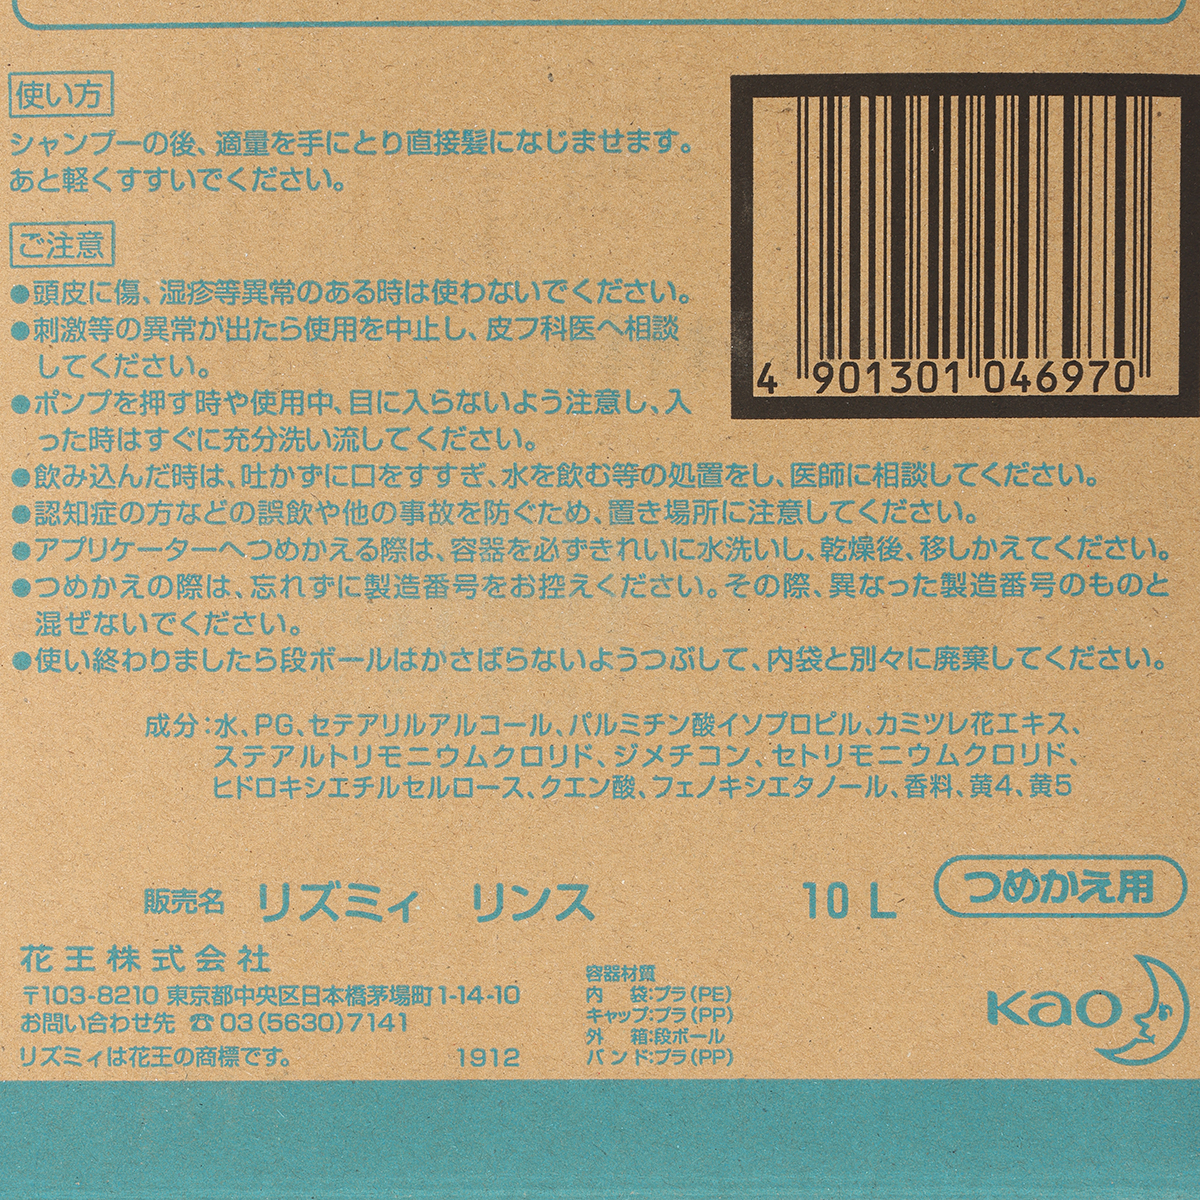 使い方
シャンプーの後、適量を手にとり直接髪になじませます。
あと軽くすすいでください。
ご注意
●頭皮に傷、湿疹等異常のある時は使わないでください。
●刺激等の異常が出たら使用を中止し、皮フ科医へ相談
してください。
●ポンプを押す時や使用中、目に入らないよう注意し、入
った時はすぐに充分洗い流してください。
●飲み込んだ時は、吐かずに口をすすぎ、水を飲む等の処置をし、医師に相談してください。
●認知症の方などの誤飲や他の事故を防ぐため、置き場所に注意してください。
●アプリケーターへつめかえる際は、容器を必ずきれいに水洗いし、乾燥後、移しかえてください。
●つめかえの際は、忘れずに製造番号をお控えください。その際、異なった製造番号のものと
混ぜないでください。
●使い終わりましたら段ボールはかさばらないようつぶして、内袋と別々に廃棄してください。
4 901301 046970
成分：水、PG、セテアリルアルコール、パルミチン酸イソプロピル、カミツレ花エキス、
ステアルトリモニウムクロリド、ジメチコン、セトリモニウムクロリド、
ヒドロキシエチルセルロース、クエン酸、フェノキシエタノール、香料、黄4、黄5
販売名 リズミィ リンス 10L つめかえ用
花王株式会社
〒103-8210 東京都中央区日本橋茅場町1-14-10
お問い合わせ先 ☎03(5630)7141
リズミィは花王の商標です。 1912
容器材質
内 袋：プラ(PE)
キャップ：プラ(PP)
外 箱：段ボール
バンド：プラ(PP)
Kao